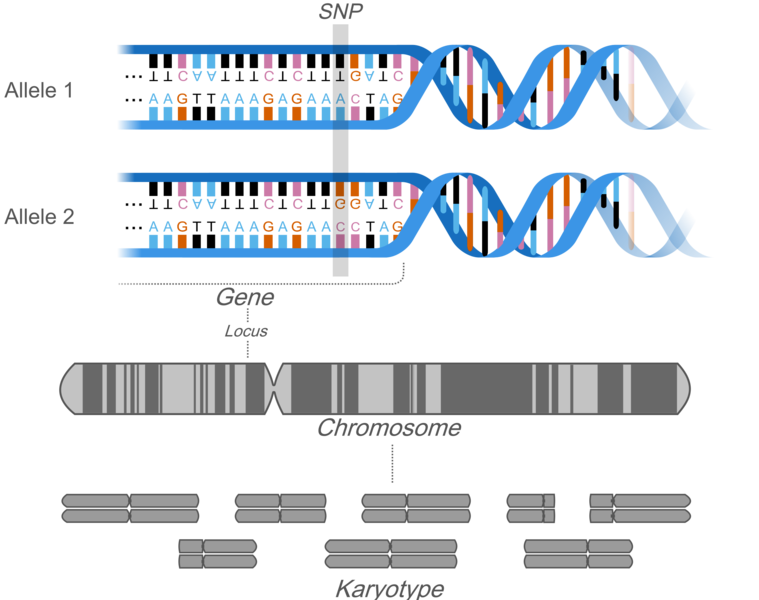 SNP
Allele 1
... TTCAATTTCTCTTTGATC
... AAGTTAAAGAGAAACTAG
Allele 2
... TTCAATTTCTCTTGGATC
... AAGTTAAAGAGAACCTAG
Gene
Locus
Chromosome
Karyotype